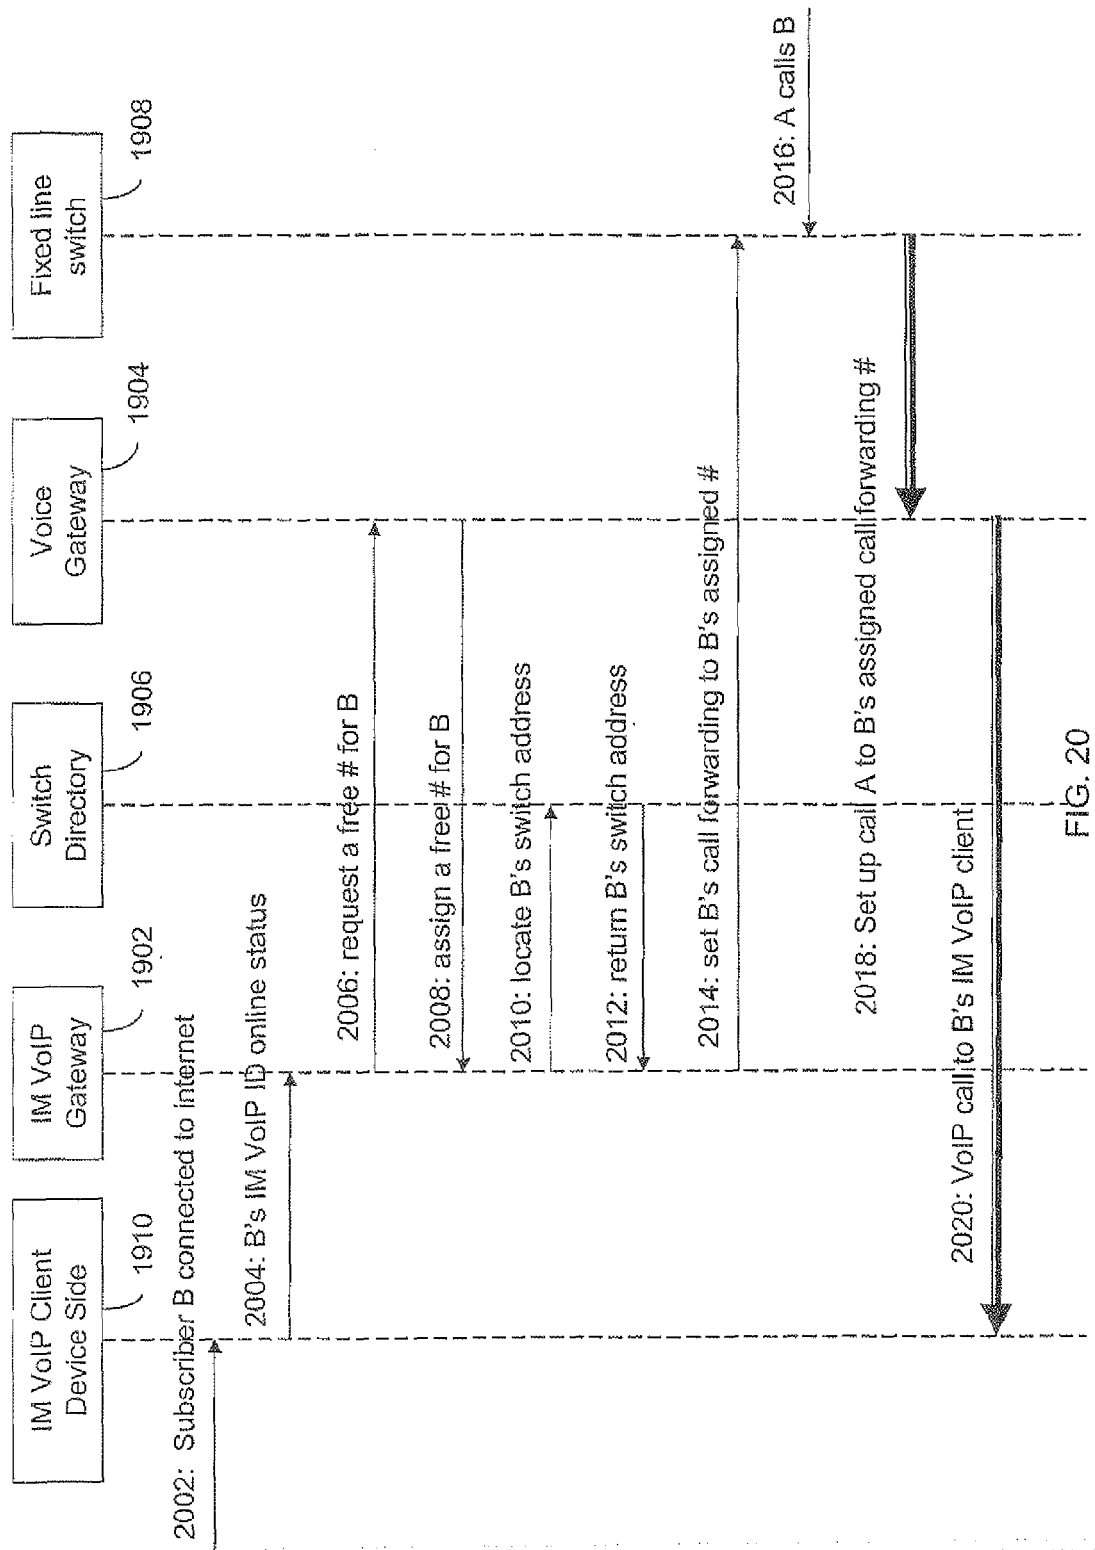 IM VoIP Client
Device Side
1910
IM VoIP
Gateway
1902
Switch
Directory
1906
Voice
Gateway
1904
Fixed line
switch
1908
2002: Subscriber B connected to internet
2004: B's IM VoIP ID online status
2006: request a free # for B
2008: assign a free # for B
2010: locate B's switch address
2012: return B's switch address
2014: set B's call forwarding to B's assigned #
2016: A calls B
2018: Set up call A to B's assigned call forwarding #
2020: VoIP call to B's IM VoIP client
FIG. 20